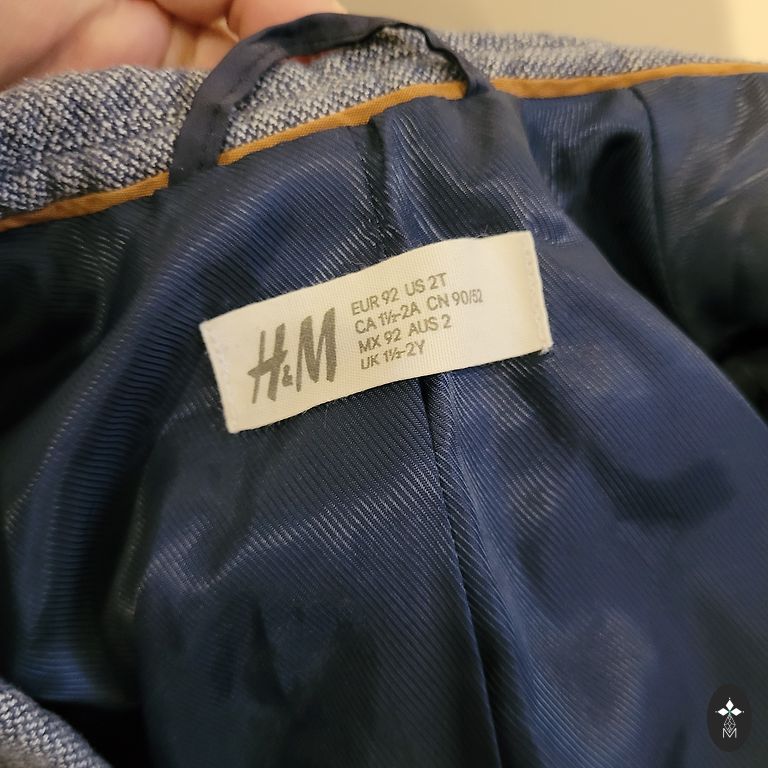 H&M
EUR 92 US 2T
CA 1½-2A CN 90/52
MX 92 AUS 2
UK 1½-2Y
M